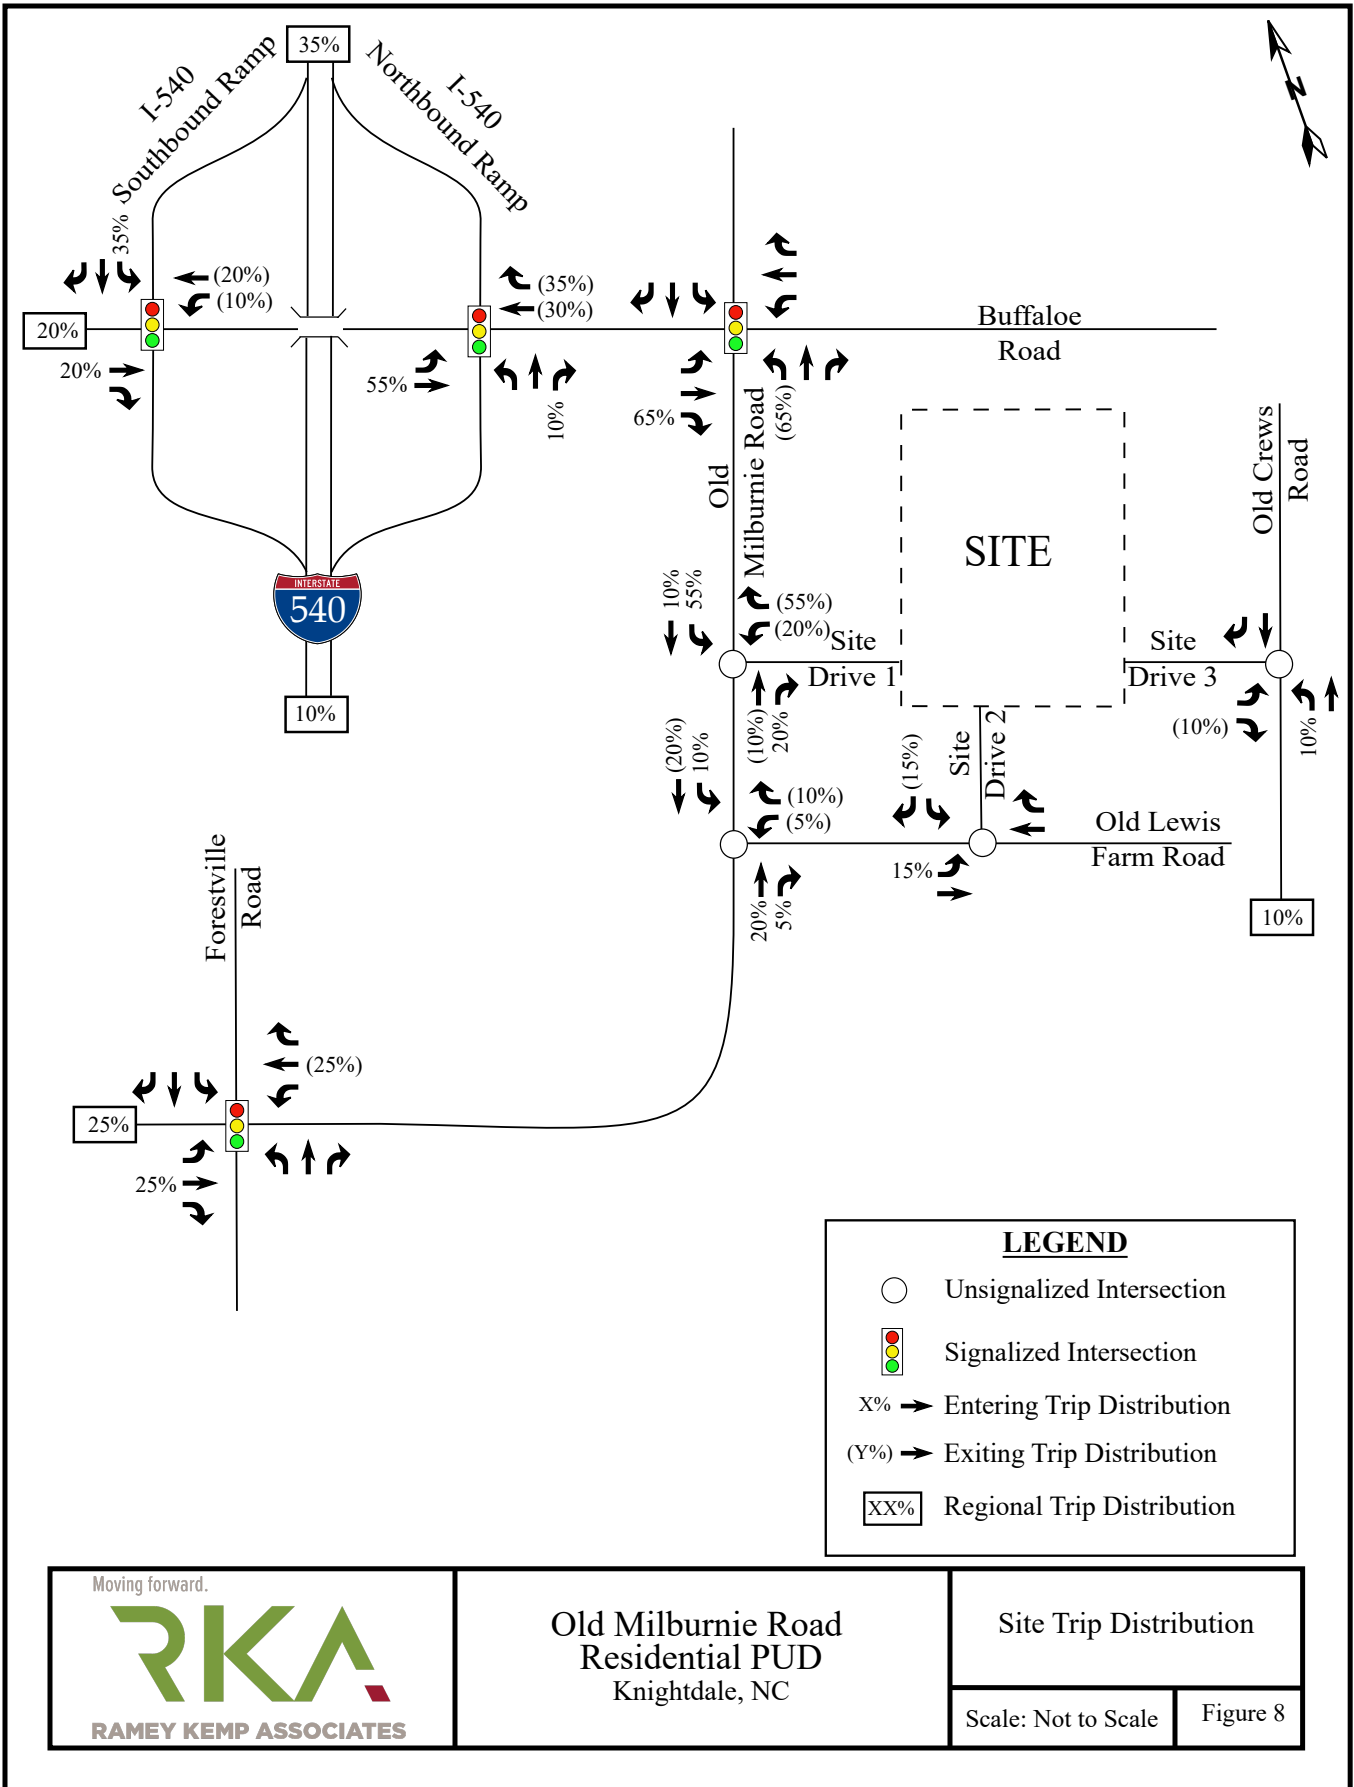 35%
I-540
Southbound Ramp
I-540
Northbound Ramp
N
35%
(20%)
(10%)
20%
20%
(35%)
(30%)
55%
10%
65%
(65%)
Buffaloe
Road
Old
Milburnie Road
SITE
Old Crews
Road
INTERSTATE
540
10%
10%
55%
(55%)
(20%)
Site
Drive 1
(10%)
20%
Site
Drive 3
(10%)
10%
(20%)
10%
(10%)
(5%)
(15%)
Site
Drive 2
15%
Old Lewis
Farm Road
20%
5%
10%
Forestville
Road
(25%)
25%
25%
LEGEND
Unsignalized Intersection
Signalized Intersection
X% Entering Trip Distribution
(Y%) Exiting Trip Distribution
XX% Regional Trip Distribution
Moving forward.
RKA
RAMEY KEMP ASSOCIATES
Old Milburnie Road
Residential PUD
Knightdale, NC
Site Trip Distribution
Scale: Not to Scale
Figure 8